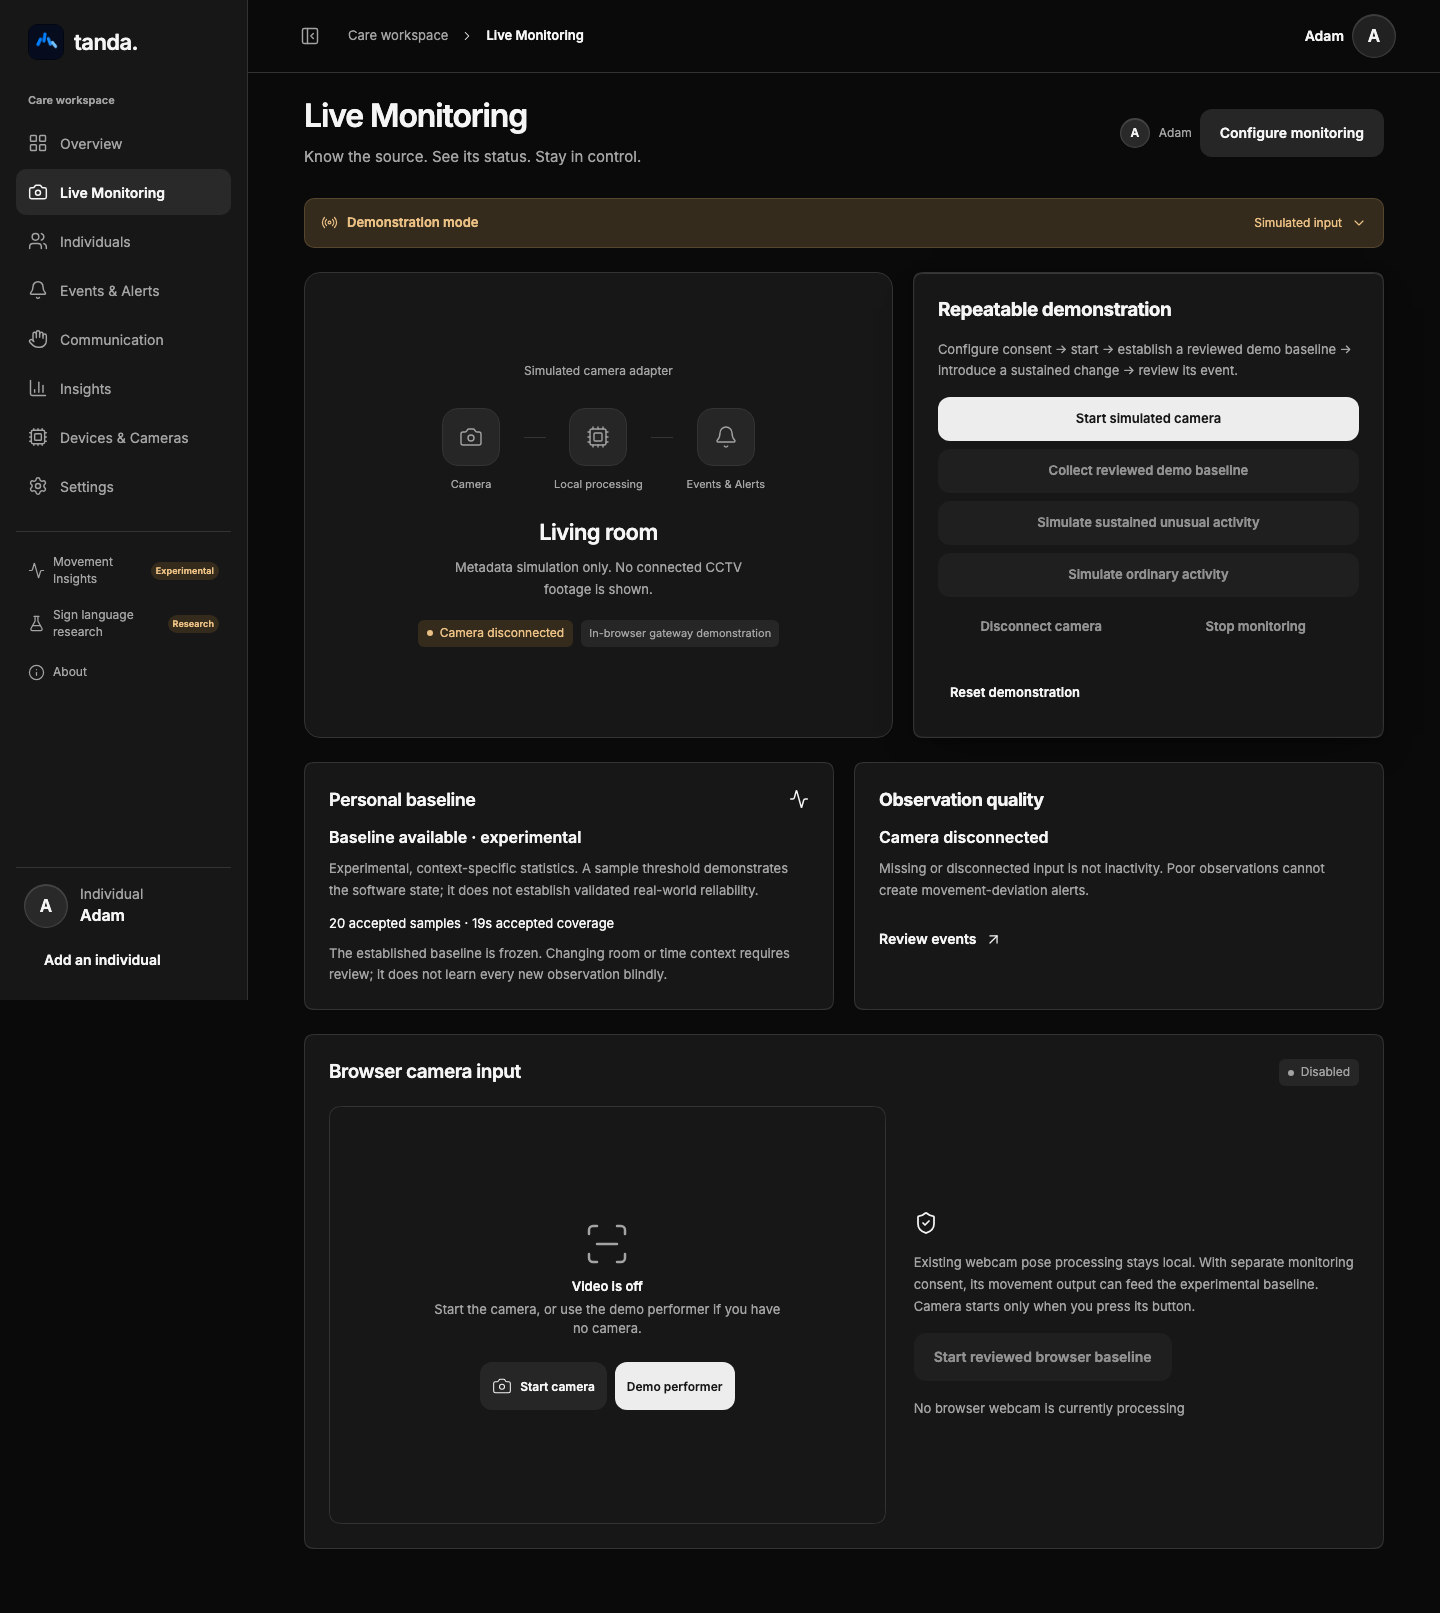 tanda.
Care workspace
Overview
Live Monitoring
Individuals
Events & Alerts
Communication
Insights
Devices & Cameras
Settings
Movement
Insights
Experimental
Sign language
research
Research
About
A
Individual
Adam
Add an individual
Care workspace
Live Monitoring
Adam
A
Live Monitoring
Know the source. See its status. Stay in control.
A
Adam
Configure monitoring
Demonstration mode
Simulated input
Simulated camera adapter
Camera
Local processing
Events & Alerts
Living room
Metadata simulation only. No connected CCTV
footage is shown.
Camera disconnected
In-browser gateway demonstration
Repeatable demonstration
Configure consent → start → establish a reviewed demo baseline →
introduce a sustained change → review its event.
Start simulated camera
Collect reviewed demo baseline
Simulate sustained unusual activity
Simulate ordinary activity
Disconnect camera
Stop monitoring
Reset demonstration
Personal baseline
Baseline available · experimental
Experimental, context-specific statistics. A sample threshold demonstrates
the software state; it does not establish validated real-world reliability.
20 accepted samples · 19s accepted coverage
The established baseline is frozen. Changing room or time context requires
review; it does not learn every new observation blindly.
Observation quality
Camera disconnected
Missing or disconnected input is not inactivity. Poor observations cannot
create movement-deviation alerts.
Review events
Browser camera input
Disabled
Video is off
Start the camera, or use the demo performer if you have
no camera.
Start camera
Demo performer
Existing webcam pose processing stays local. With separate monitoring
consent, its movement output can feed the experimental baseline.
Camera starts only when you press its button.
Start reviewed browser baseline
No browser webcam is currently processing